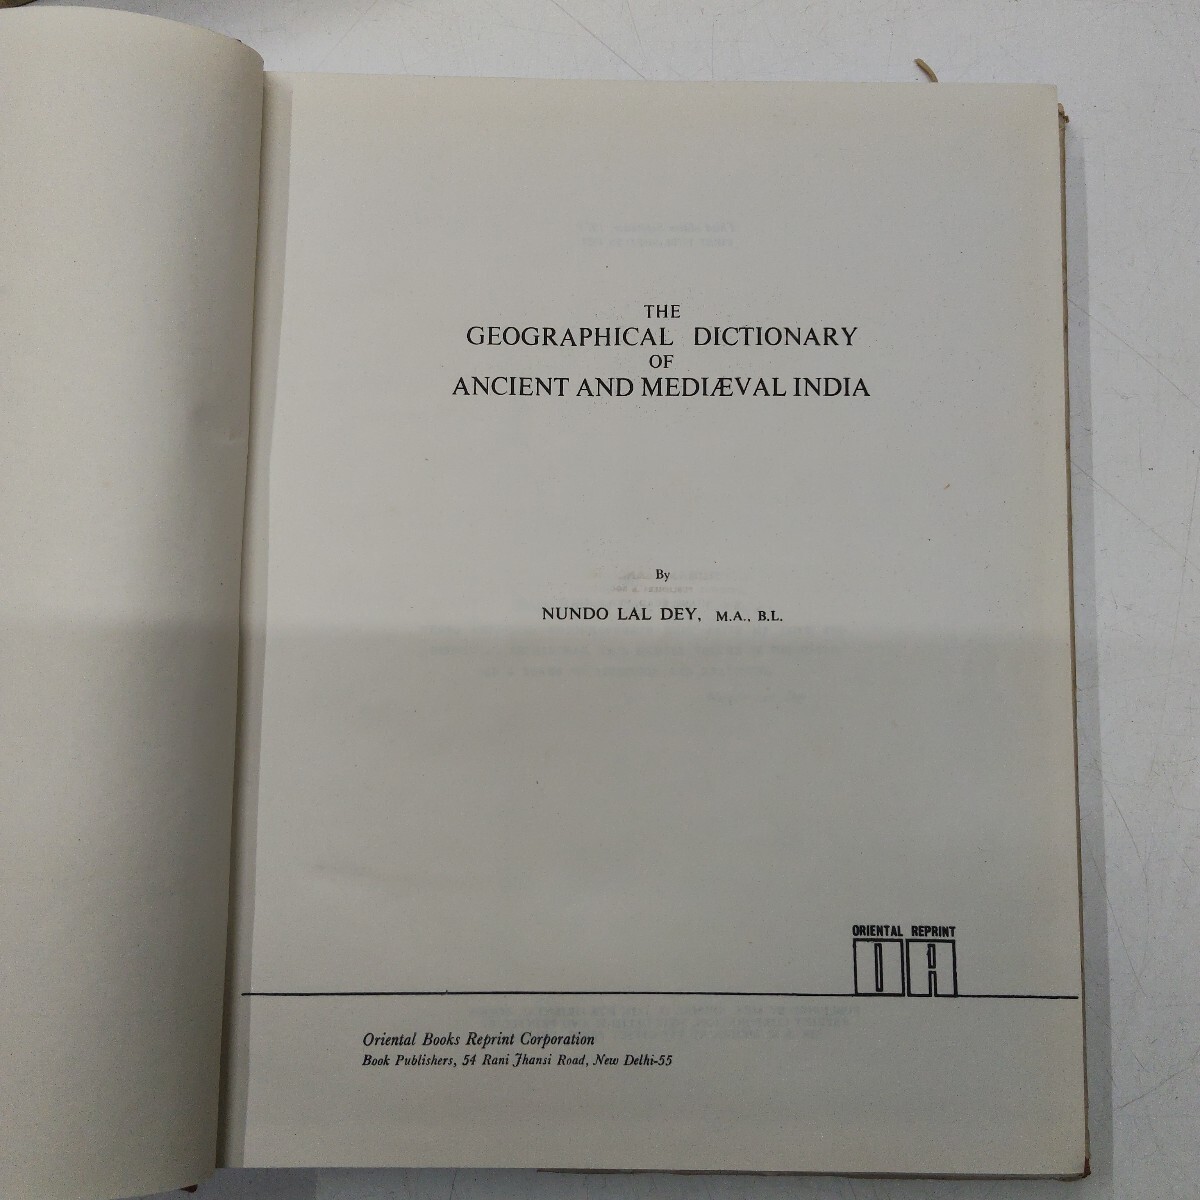 THE
GEOGRAPHICAL DICTIONARY
OF
ANCIENT AND MEDIÆVAL INDIA
By
NUNDO LAL DEY, M.A., B.L.
ORIENTAL REPRINT
OR
Oriental Books Reprint Corporation
Book Publishers, 54 Rani Jhansi Road, New Delhi-55